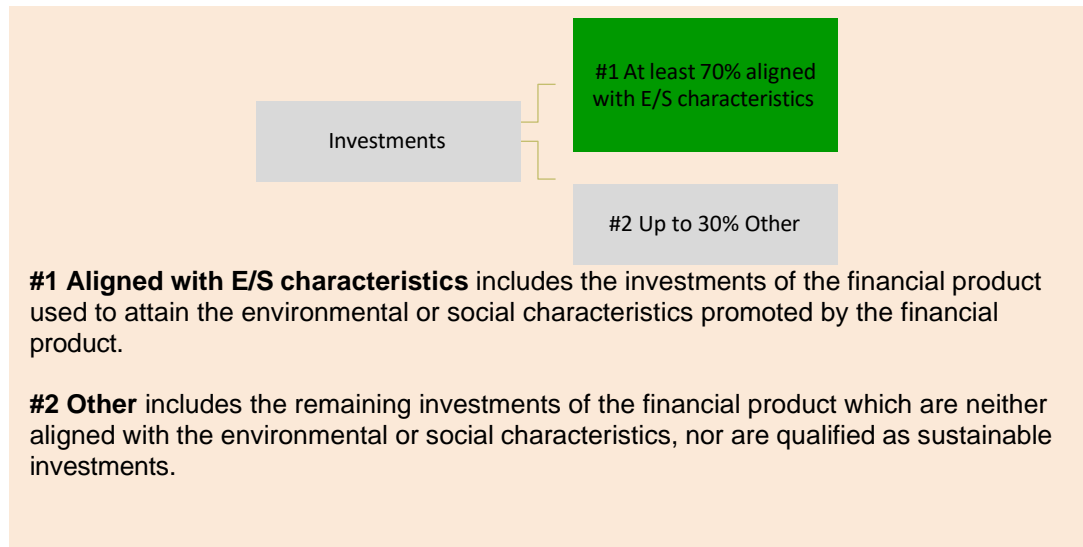 #1 At least 70% aligned
with E/S characteristics
Investments
#2 Up to 30% Other
#1 Aligned with E/S characteristics includes the investments of the financial product
used to attain the environmental or social characteristics promoted by the financial
product.
#2 Other includes the remaining investments of the financial product which are neither
aligned with the environmental or social characteristics, nor are qualified as sustainable
investments.